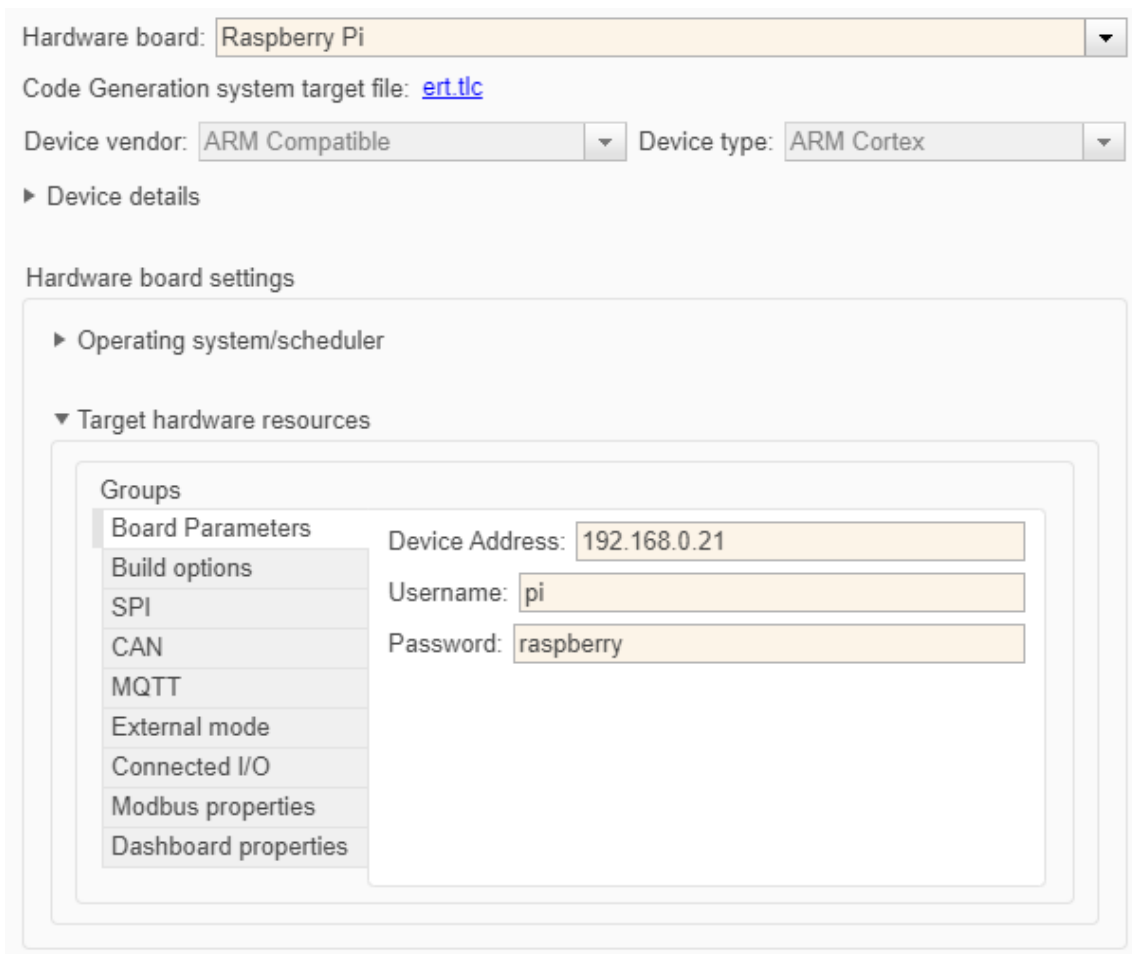 Hardware board: Raspberry Pi
Code Generation system target file: ert.tlc
Device vendor: ARM Compatible Device type: ARM Cortex
Device details
Hardware board settings
Operating system/scheduler
Target hardware resources
Groups
Board Parameters
Build options
SPI
CAN
MQTT
External mode
Connected I/O
Modbus properties
Dashboard properties
Device Address: 192.168.0.21
Username: pi
Password: raspberry